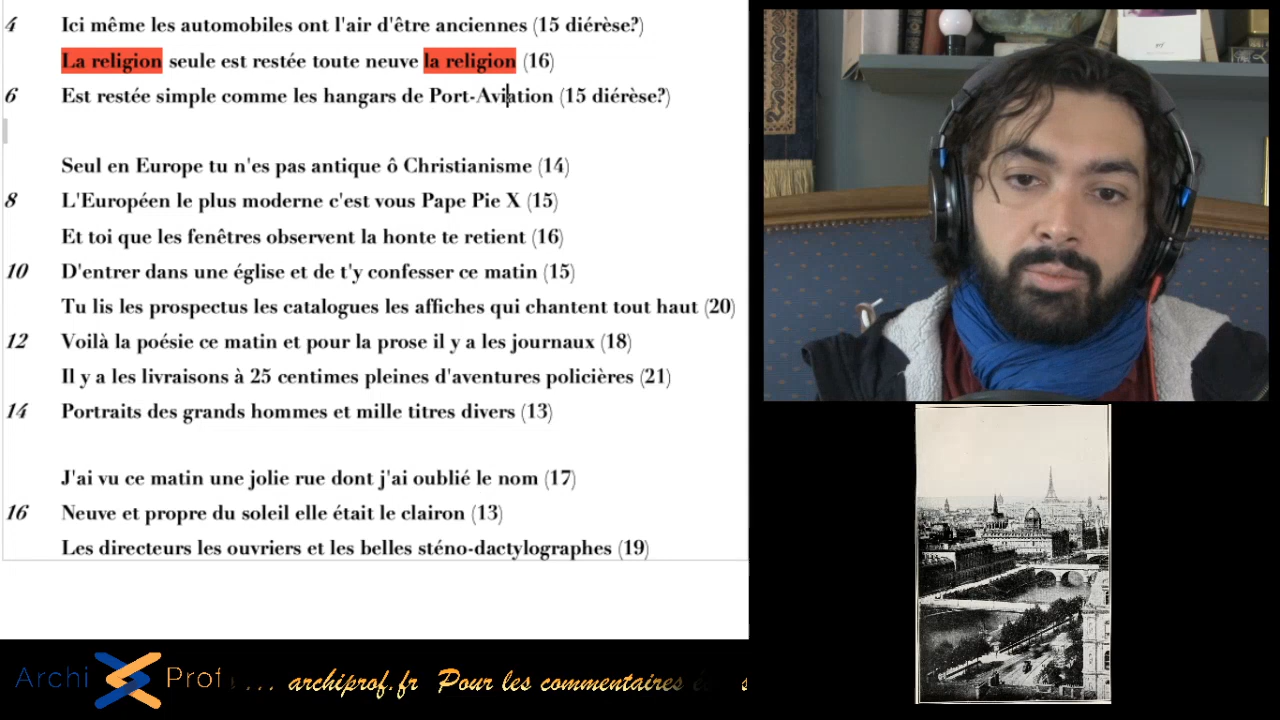 4 Ici même les automobiles ont l'air d'être anciennes (15 diérèse?)
La religion seule est restée toute neuve la religion (16)
6 Est restée simple comme les hangars de Port-Aviation (15 diérèse?)
Seul en Europe tu n'es pas antique ô Christianisme (14)
8 L'Européen le plus moderne c'est vous Pape Pie X (15)
Et toi que les fenêtres observent la honte te retient (16)
10 D'entrer dans une église et de t'y confesser ce matin (15)
Tu lis les prospectus les catalogues les affiches qui chantent tout haut (20)
12 Voilà la poésie ce matin et pour la prose il y a les journaux (18)
Il y a les livraisons à 25 centimes pleines d'aventures policières (21)
14 Portraits des grands hommes et mille titres divers (13)
J'ai vu ce matin une jolie rue dont j'ai oublié le nom (17)
16 Neuve et propre du soleil elle était le clairon (13)
Les directeurs les ouvriers et les belles sténo-dactylographes (19)
Archi Prof ... archiprof.fr Pour les commentaires